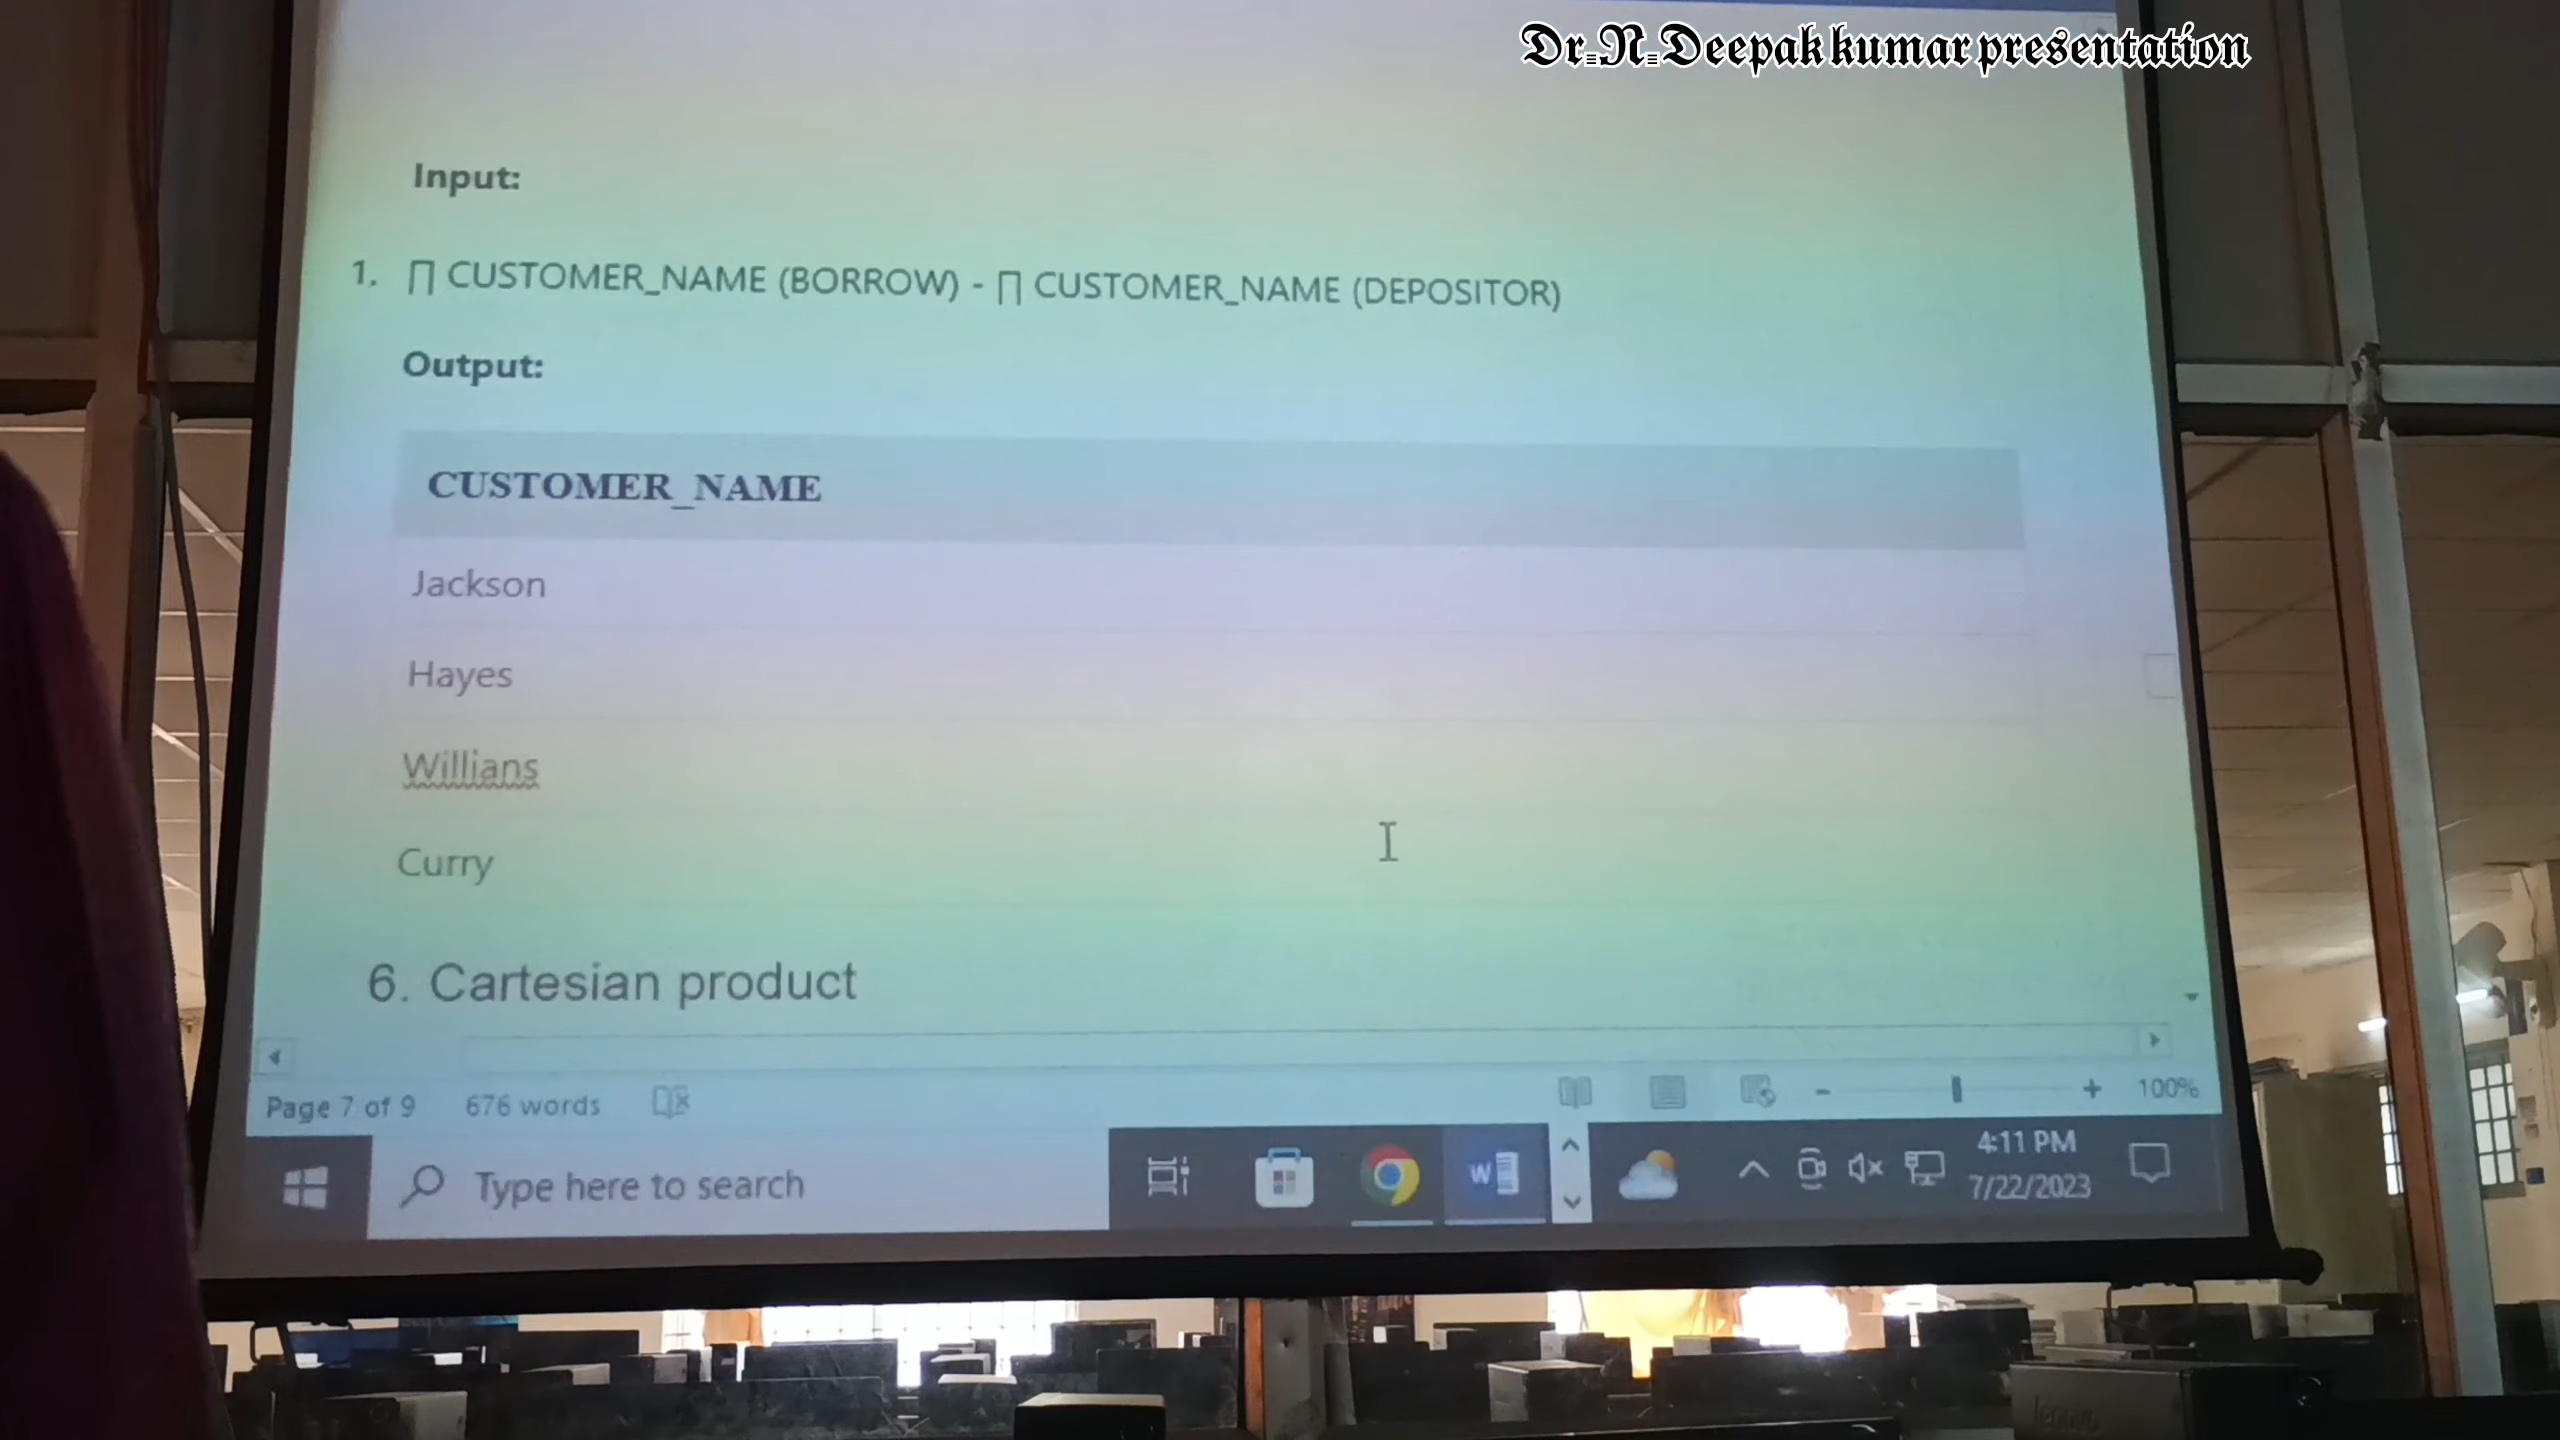 Dr.N.Deepak kumar presentation
Input:
1. ∏ CUSTOMER_NAME (BORROW) - ∏ CUSTOMER_NAME (DEPOSITOR)
Output:
CUSTOMER_NAME
Jackson
Hayes
Willians
Curry
6. Cartesian product
Page 7 of 9 676 words 100%
Type here to search
4:11 PM
7/22/2023
lenovo